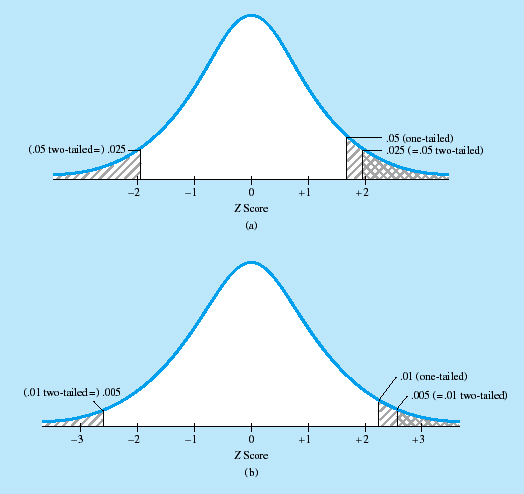 .05 (one-tailed)
(.05 two-tailed=) .025
.025 (=.05 two-tailed)
−2 −1 0 +1 +2
Z Score
(a)
.01 (one-tailed)
(.01 two-tailed=) .005
.005 (=.01 two-tailed)
−3 −2 −1 0 +1 +2 +3
Z Score
(b)